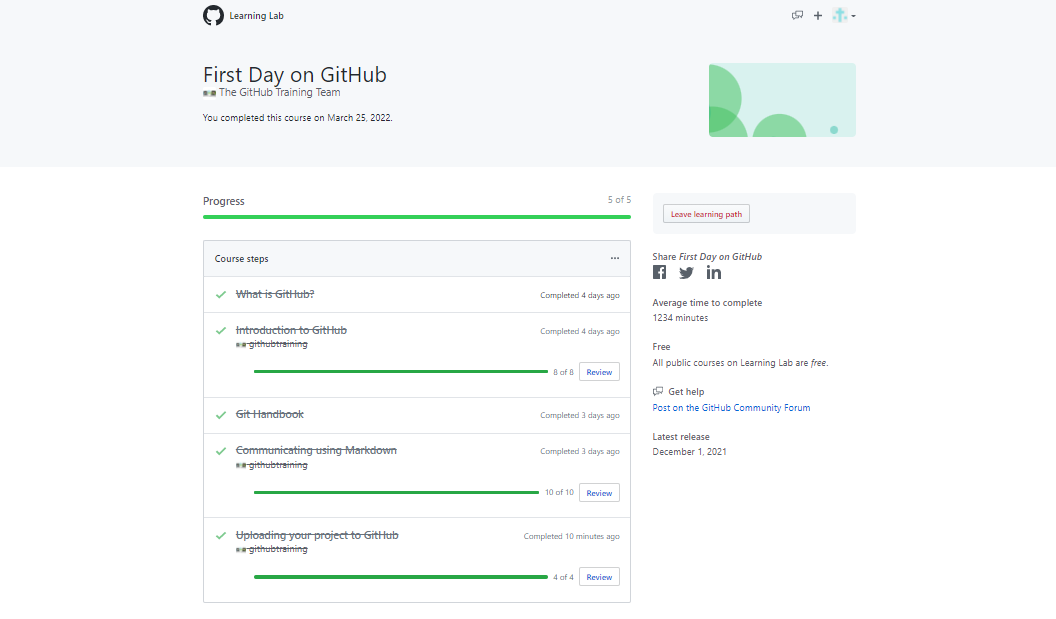 Learning Lab
First Day on GitHub
The GitHub Training Team
You completed this course on March 25, 2022.
Progress
5 of 5
Course steps
What is GitHub?
Completed 4 days ago
Introduction to GitHub
Completed 4 days ago
githubtraining
8 of 8
Review
Git Handbook
Completed 3 days ago
Communicating using Markdown
Completed 3 days ago
githubtraining
10 of 10
Review
Uploading your project to GitHub
Completed 10 minutes ago
githubtraining
4 of 4
Review
Leave learning path
Share First Day on GitHub
Average time to complete
1234 minutes
Free
All public courses on Learning Lab are free.
Get help
Post on the GitHub Community Forum
Latest release
December 1, 2021